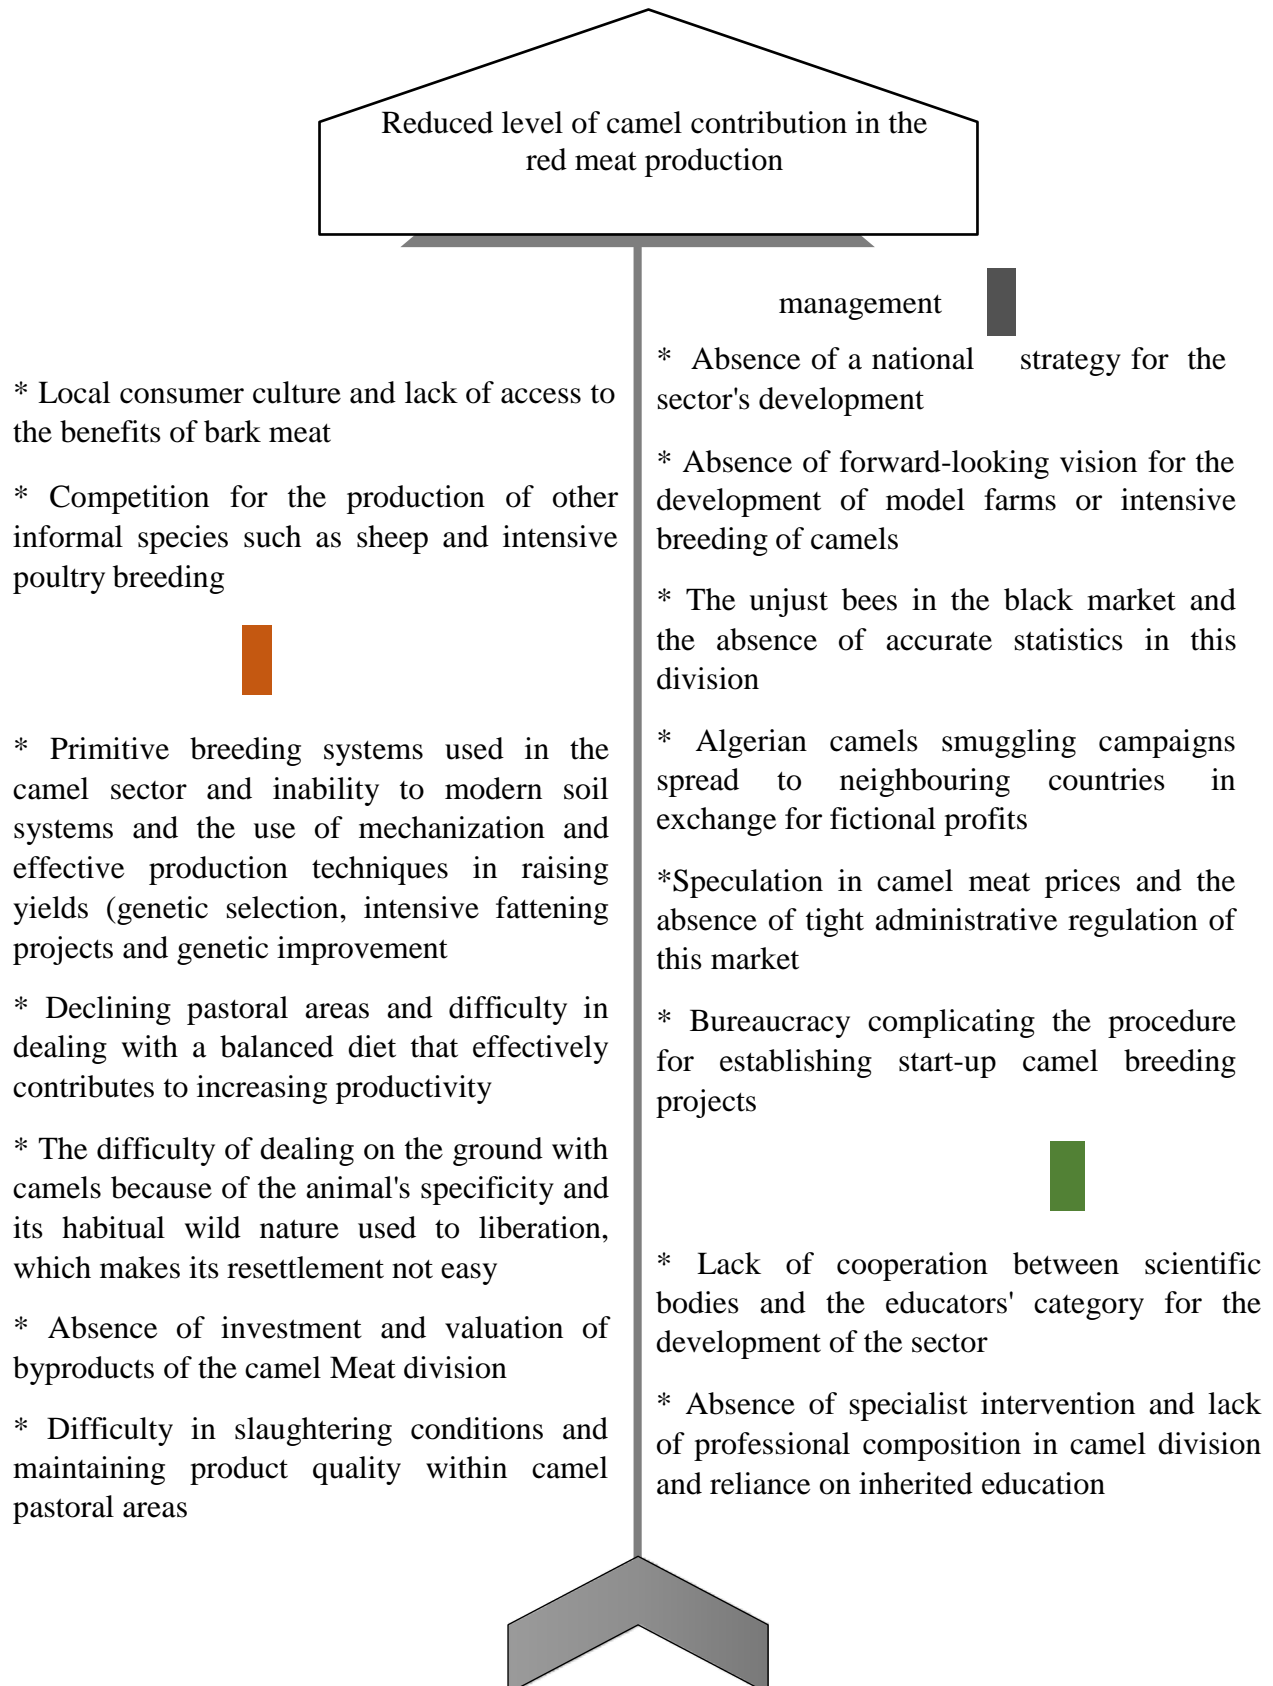 Reduced level of camel contribution in the
red meat production
* Local consumer culture and lack of access to
the benefits of bark meat
* Competition for the production of other
informal species such as sheep and intensive
poultry breeding
* Primitive breeding systems used in the
camel sector and inability to modern soil
systems and the use of mechanization and
effective production techniques in raising
yields (genetic selection, intensive fattening
projects and genetic improvement
* Declining pastoral areas and difficulty in
dealing with a balanced diet that effectively
contributes to increasing productivity
* The difficulty of dealing on the ground with
camels because of the animal's specificity and
its habitual wild nature used to liberation,
which makes its resettlement not easy
* Absence of investment and valuation of
byproducts of the camel Meat division
* Difficulty in slaughtering conditions and
maintaining product quality within camel
pastoral areas
management
* Absence of a national strategy for the
sector's development
* Absence of forward-looking vision for the
development of model farms or intensive
breeding of camels
* The unjust bees in the black market and
the absence of accurate statistics in this
division
* Algerian camels smuggling campaigns
spread to neighbouring countries in
exchange for fictional profits
*Speculation in camel meat prices and the
absence of tight administrative regulation of
this market
* Bureaucracy complicating the procedure
for establishing start-up camel breeding
projects
* Lack of cooperation between scientific
bodies and the educators' category for the
development of the sector
* Absence of specialist intervention and lack
of professional composition in camel division
and reliance on inherited education